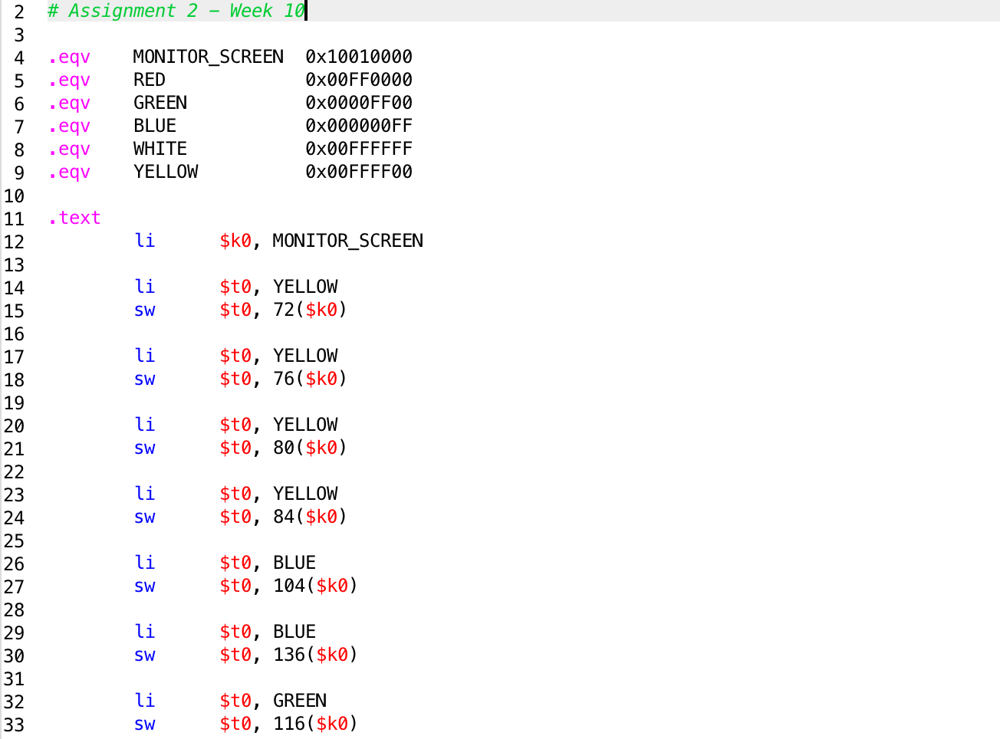 2 # Assignment 2 – Week 10
3
4 .eqv MONITOR_SCREEN 0x10010000
5 .eqv RED 0x00FF0000
6 .eqv GREEN 0x0000FF00
7 .eqv BLUE 0x000000FF
8 .eqv WHITE 0x00FFFFFF
9 .eqv YELLOW 0x00FFFF00
10
11 .text
12 li $k0, MONITOR_SCREEN
13
14 li $t0, YELLOW
15 sw $t0, 72($k0)
16
17 li $t0, YELLOW
18 sw $t0, 76($k0)
19
20 li $t0, YELLOW
21 sw $t0, 80($k0)
22
23 li $t0, YELLOW
24 sw $t0, 84($k0)
25
26 li $t0, BLUE
27 sw $t0, 104($k0)
28
29 li $t0, BLUE
30 sw $t0, 136($k0)
31
32 li $t0, GREEN
33 sw $t0, 116($k0)